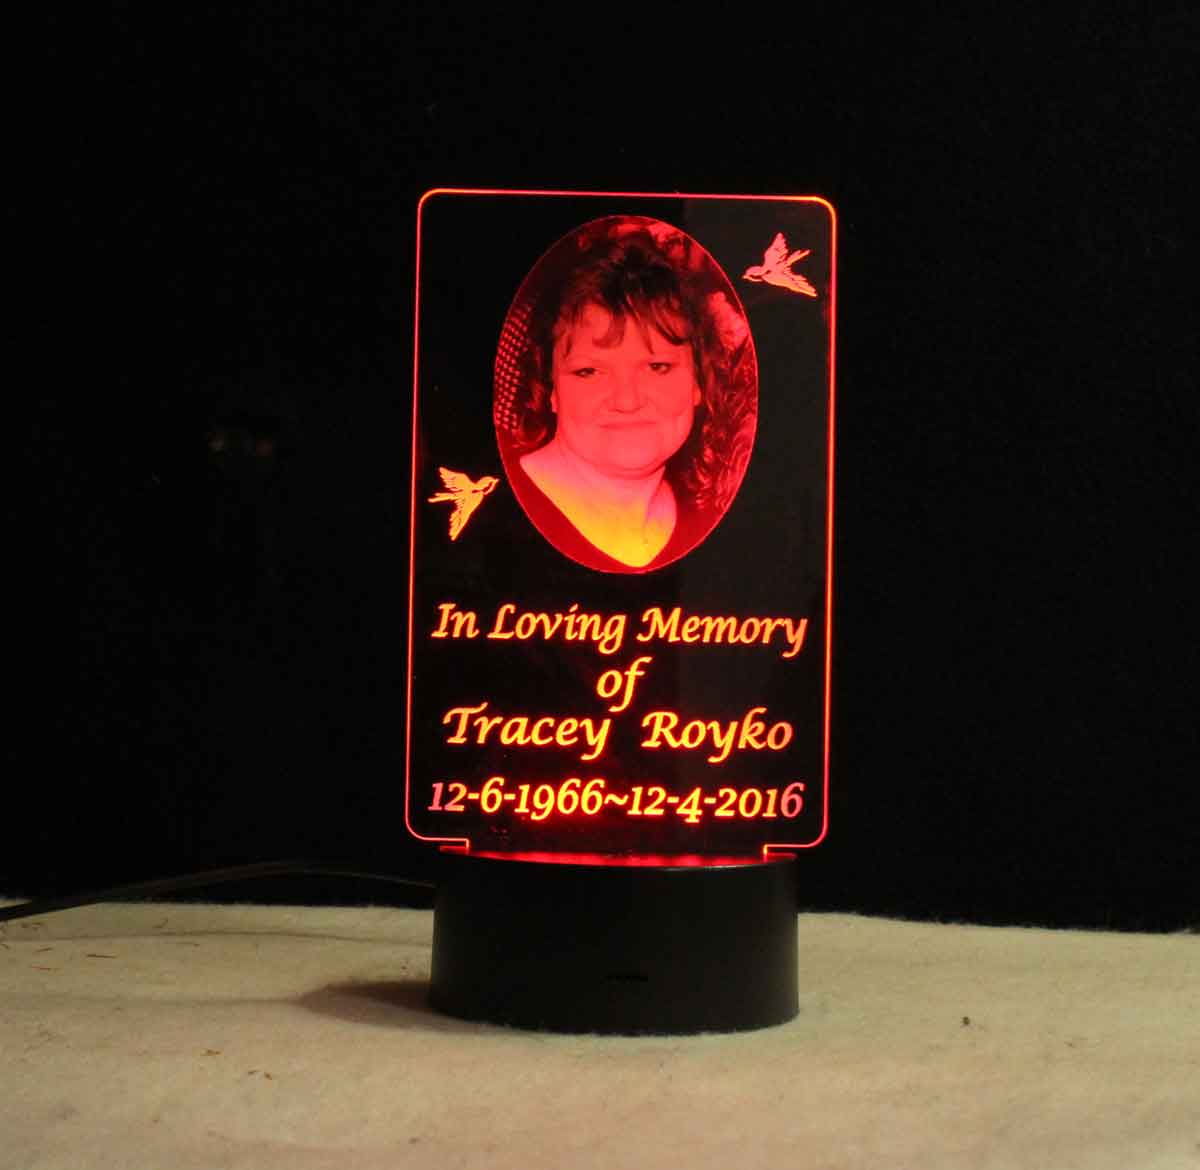 In Loving Memory
of
Tracey Royko
12-6-1966~12-4-2016